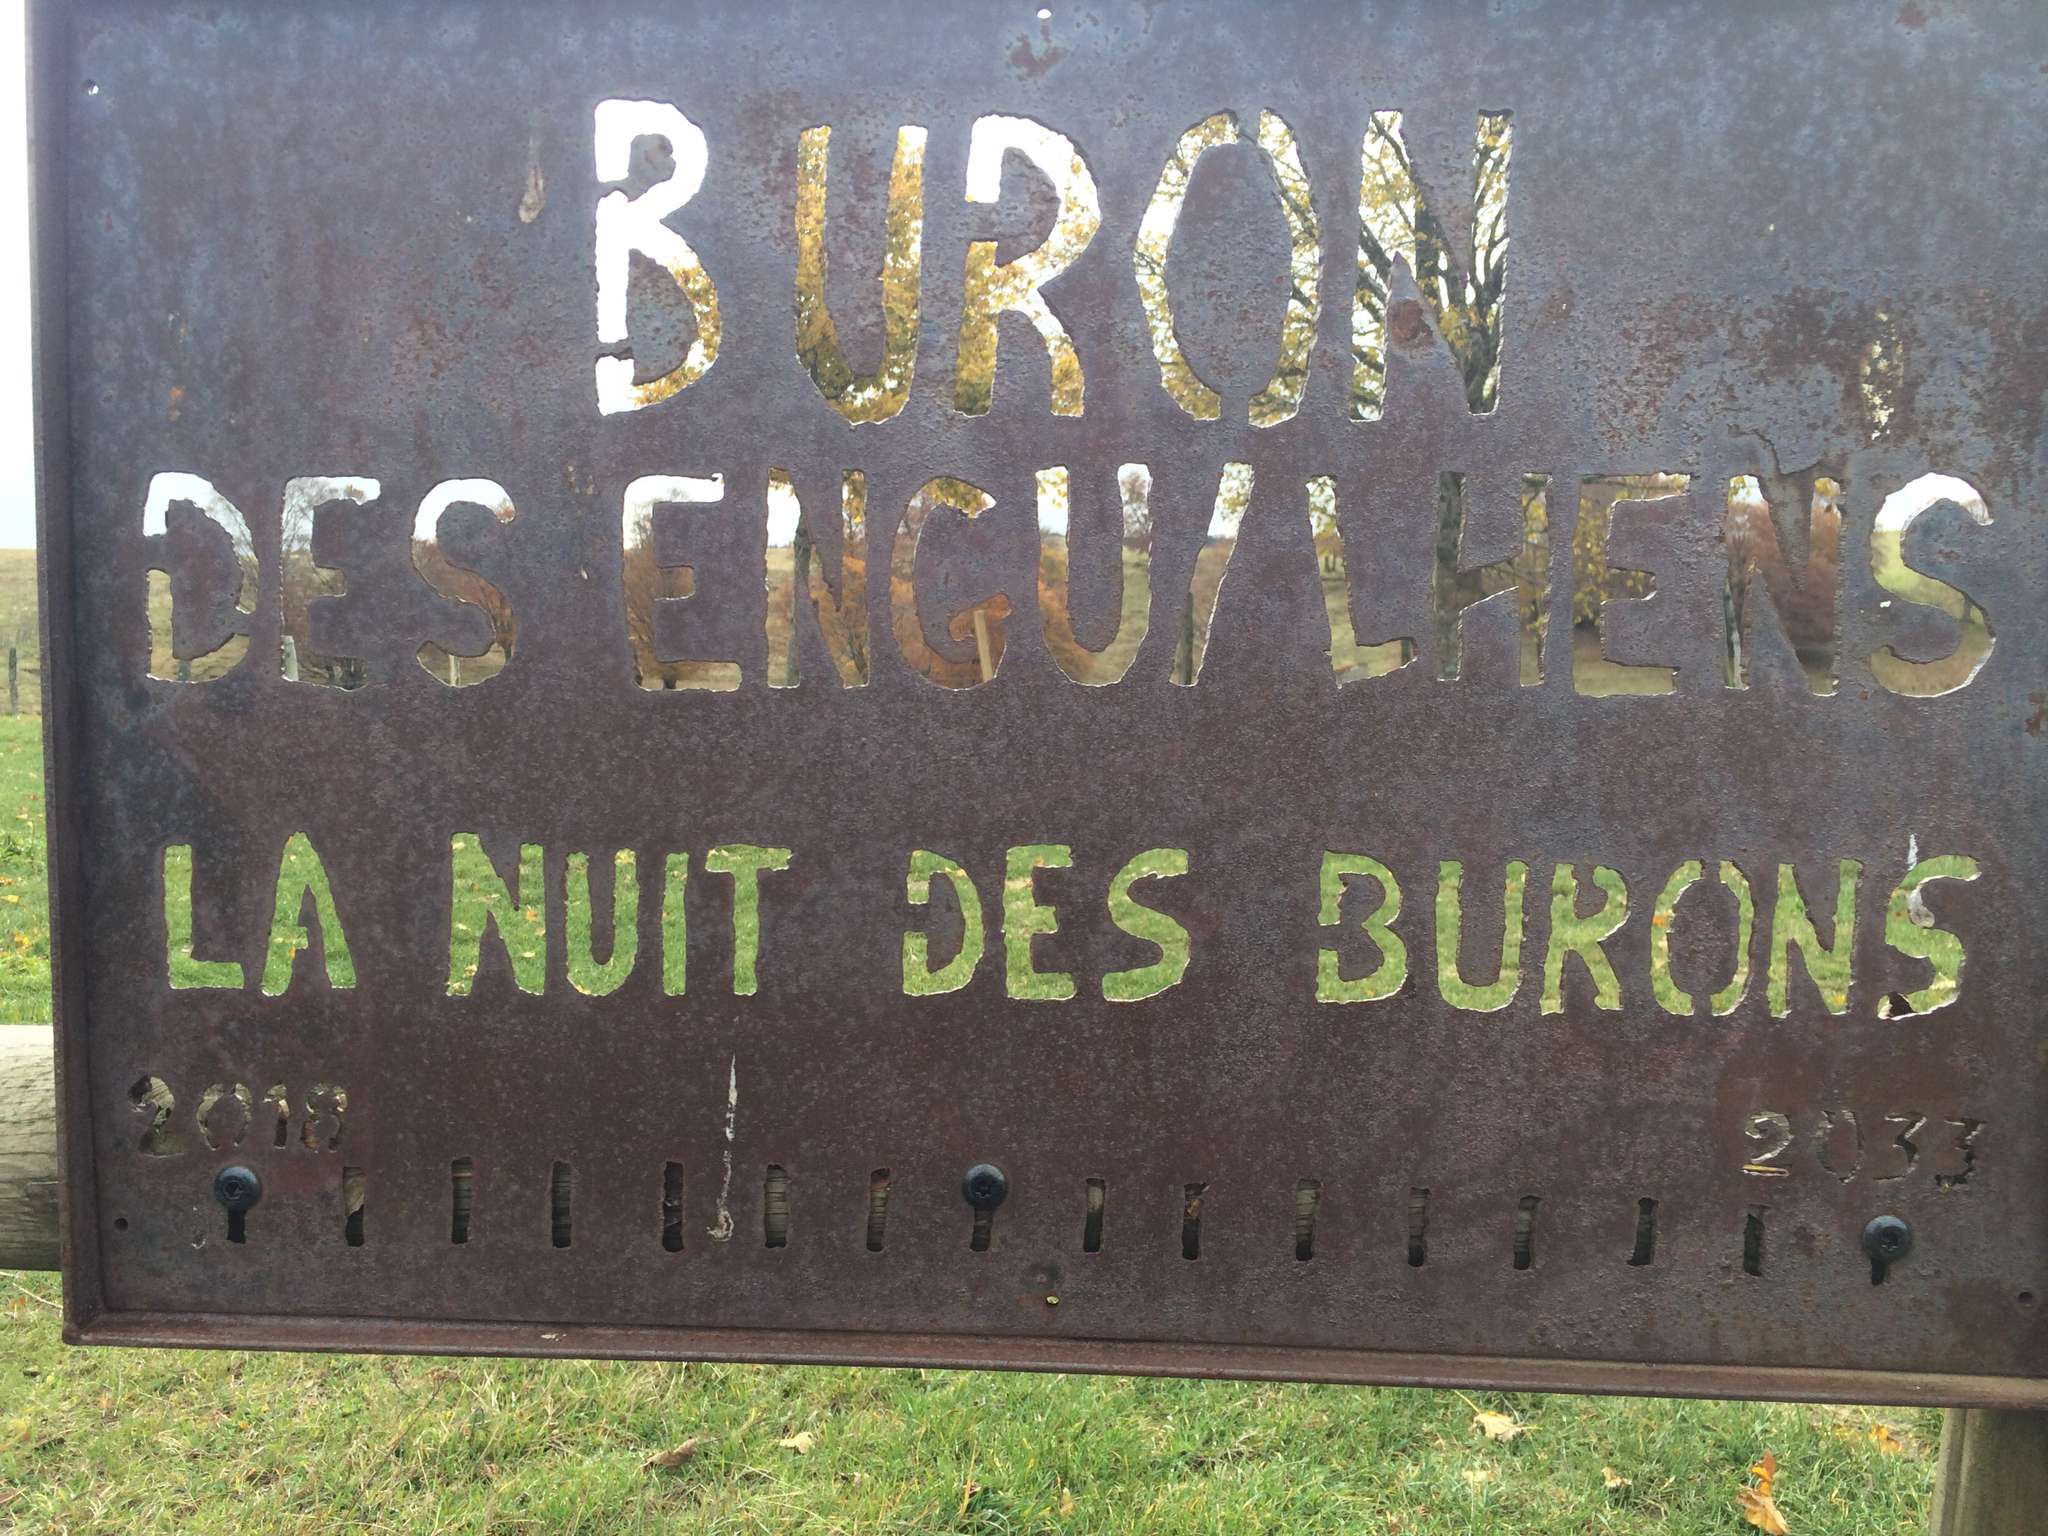 BURON
DES ENGUILHENS
LA NUIT DES BURONS
2018 2033